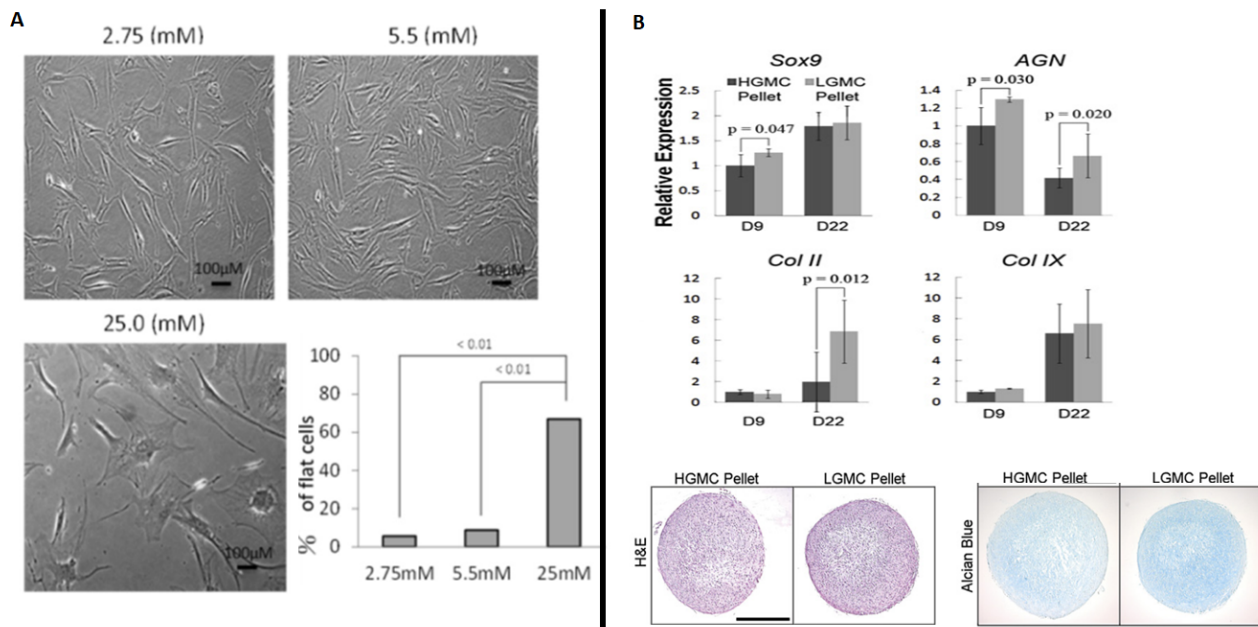 A
2.75 (mM)
5.5 (mM)
100µM
100µM
25.0 (mM)
100µM
% of flat cells
100
80
60
40
20
0
< 0.01
< 0.01
2.75mM
5.5mM
25mM
B
Sox9
AGN
Relative Expression
HGMC Pellet
LGMC Pellet
2.5
2
1.5
1
0.5
0
p = 0.047
D9
D22
1.4
1.2
1
0.8
0.6
0.4
0.2
0
p = 0.030
p = 0.020
D9
D22
Col II
Col IX
12
10
8
6
4
2
0
p = 0.012
D9
D22
12
10
8
6
4
2
0
D9
D22
HGMC Pellet
LGMC Pellet
H&E
HGMC Pellet
LGMC Pellet
Alcian Blue